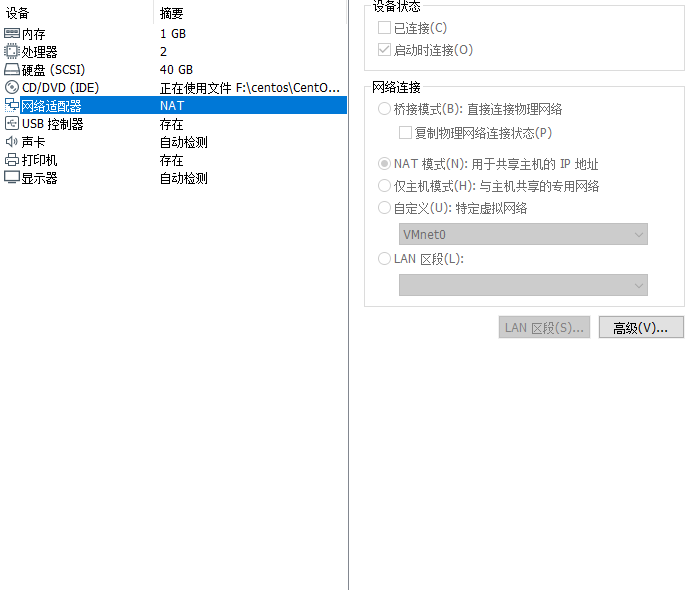 设备 摘要
内存 1 GB
处理器 2
硬盘 (SCSI) 40 GB
CD/DVD (IDE) 正在使用文件 F:\centos\CentO...
网络适配器 NAT
USB 控制器 存在
声卡 自动检测
打印机 存在
显示器 自动检测
设备状态
已连接(C)
启动时连接(O)
网络连接
桥接模式(B): 直接连接物理网络
复制物理网络连接状态(P)
NAT 模式(N): 用于共享主机的 IP 地址
仅主机模式(H): 与主机共享的专用网络
自定义(U): 特定虚拟网络
VMnet0
LAN 区段(L):
LAN 区段(S)... 高级(V)...